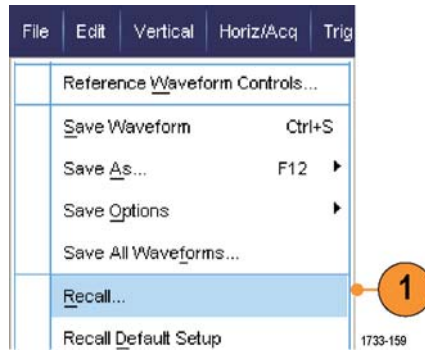 File Edit Vertical Horiz/Acq Trig
Reference Waveform Controls...
Save Waveform Ctrl+S
Save As... F12
Save Options
Save All Waveforms...
Recall... 1
Recall Default Setup 1733-159